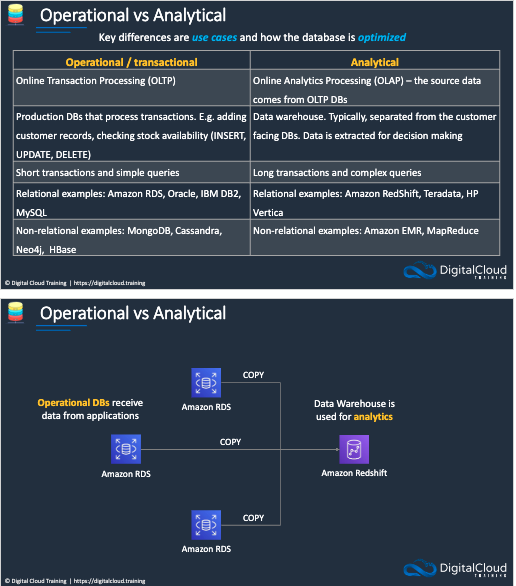 Operational vs Analytical
Key differences are use cases and how the database is optimized
Operational / transactional
Analytical
Online Transaction Processing (OLTP)
Online Analytics Processing (OLAP) – the source data
comes from OLTP DBs
Production DBs that process transactions. E.g. adding
customer records, checking stock availability (INSERT,
UPDATE, DELETE)
Data warehouse. Typically, separated from the customer
facing DBs. Data is extracted for decision making
Short transactions and simple queries
Long transactions and complex queries
Relational examples: Amazon RDS, Oracle, IBM DB2,
MySQL
Relational examples: Amazon RedShift, Teradata, HP
Vertica
Non-relational examples: MongoDB, Cassandra,
Neo4j, HBase
Non-relational examples: Amazon EMR, MapReduce
© Digital Cloud Training | https://digitalcloud.training
DigitalCloud
TRAINING
Operational vs Analytical
COPY
Amazon RDS
Operational DBs receive
data from applications
Data Warehouse is
used for analytics
COPY
Amazon RDS
Amazon Redshift
COPY
Amazon RDS
© Digital Cloud Training | https://digitalcloud.training
DigitalCloud
TRAINING